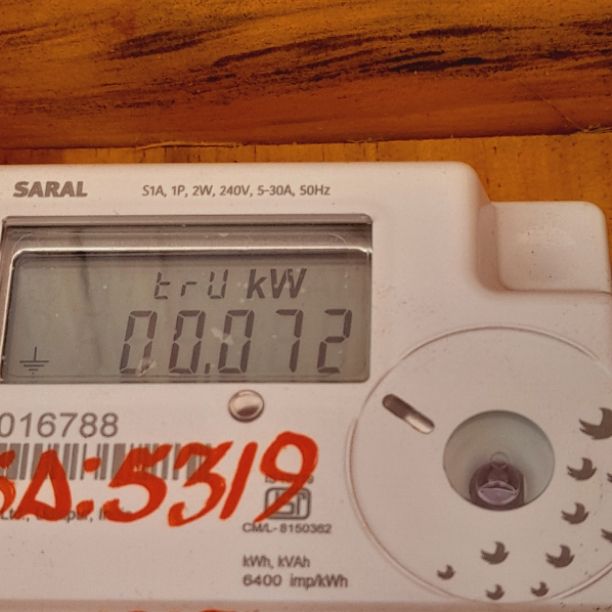 SARAL S1A, 1P, 2W, 240V, 5-30A, 50Hz
trU kW
00.072
016788
5A:5319
CM/L- 8150362
kWh, kVAh
6400 imp/kWh